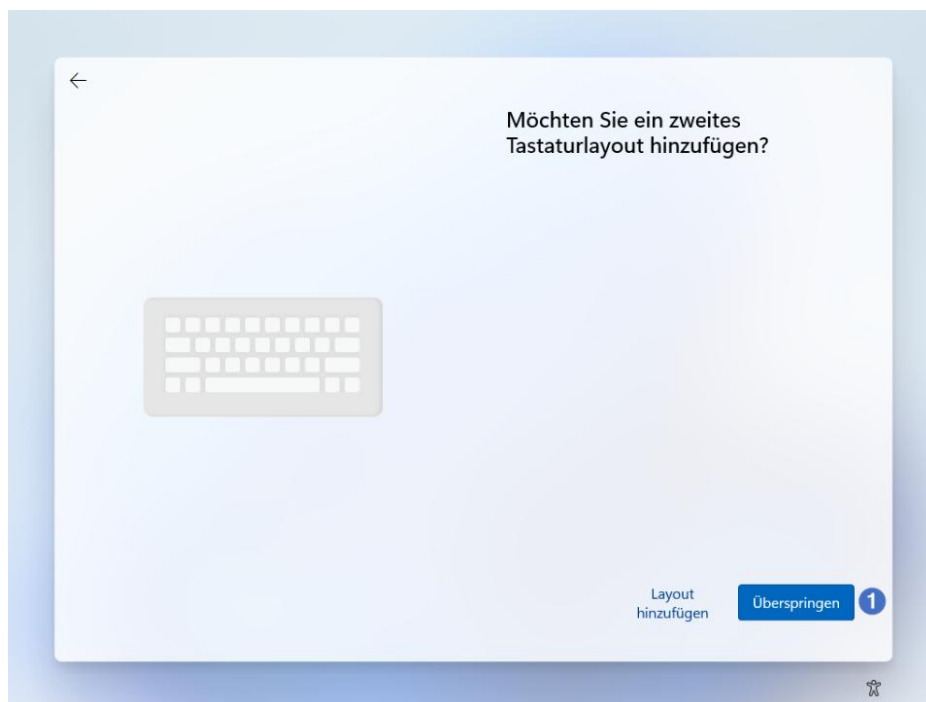 Möchten Sie ein zweites
Tastaturlayout hinzufügen?
Layout
hinzufügen
Überspringen
1